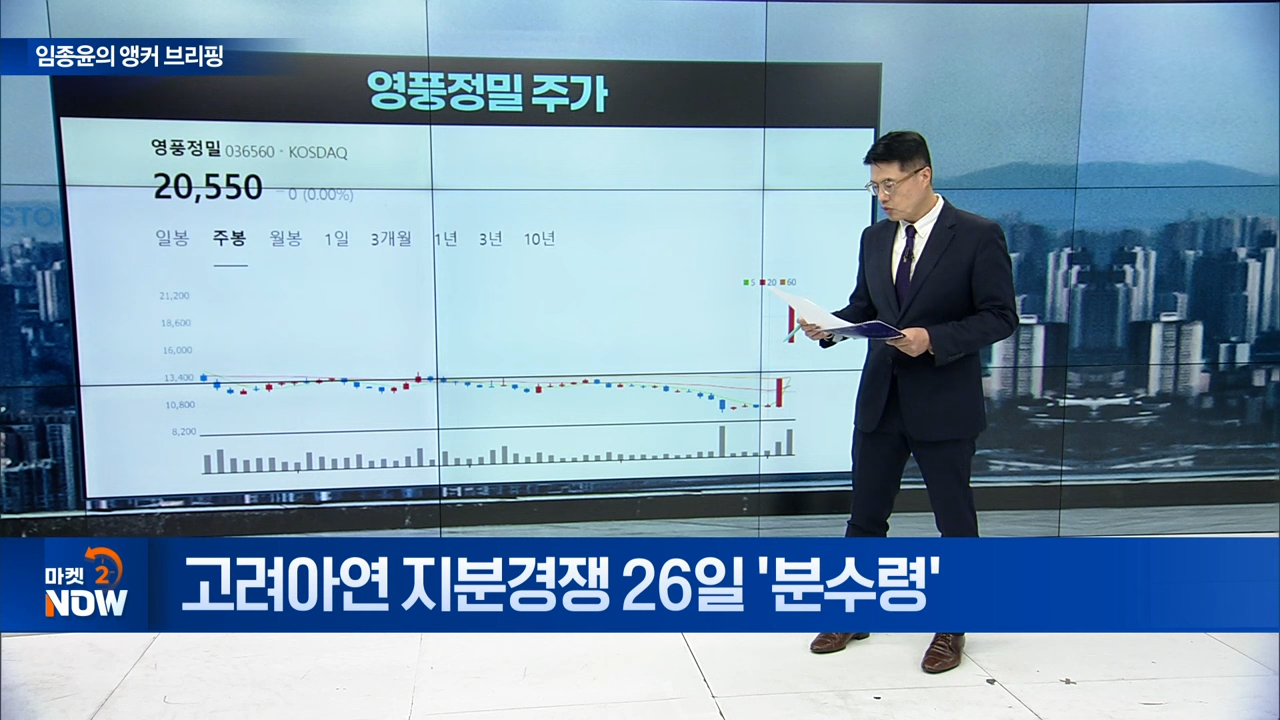 임종윤의 앵커 브리핑
영풍정밀 주가
영풍정밀 036560 - KOSDAQ
20,550 - 0 (0.00%)
일봉 주봉 월봉 1일 3개월 1년 3년 10년
5 20 60
21,200
18,600
16,000
13,400
10,800
8,200
STO
마켓 2
NOW
고려아연 지분경쟁 26일 '분수령'